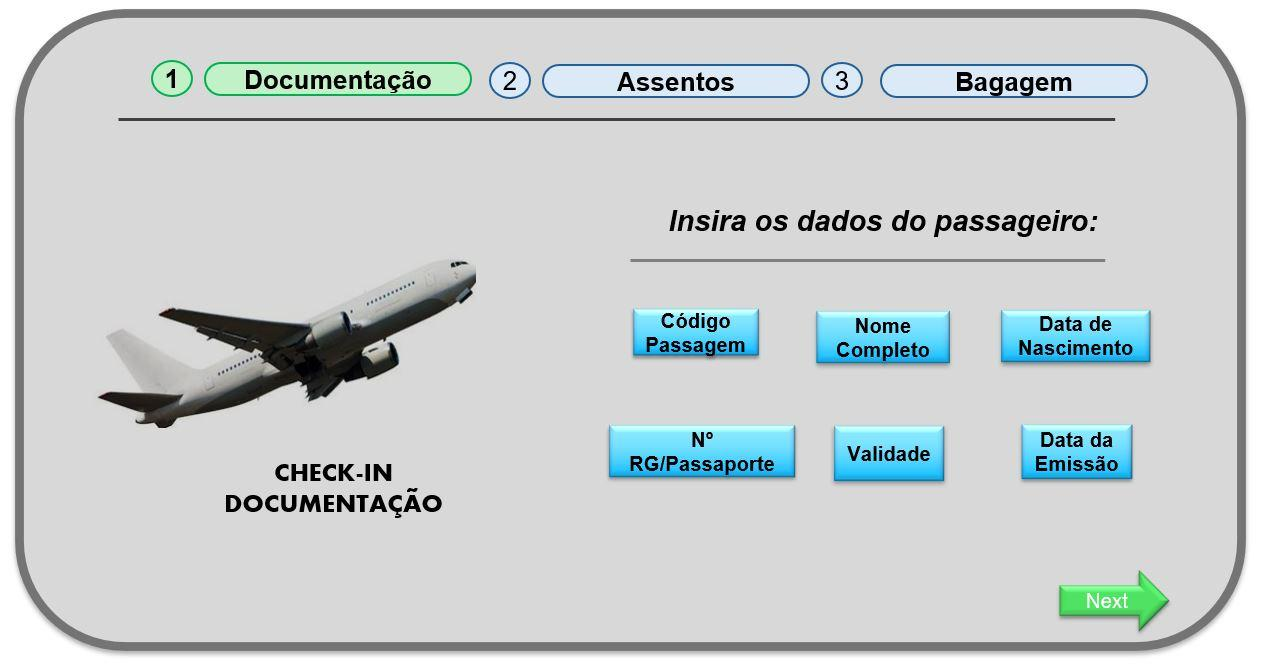 1 Documentação 2 Assentos 3 Bagagem
Insira os dados do passageiro:
Código
Passagem
Nome
Completo
Data de
Nascimento
Nº
RG/Passaporte
Validade
Data da
Emissão
CHECK-IN
DOCUMENTAÇÃO
Next